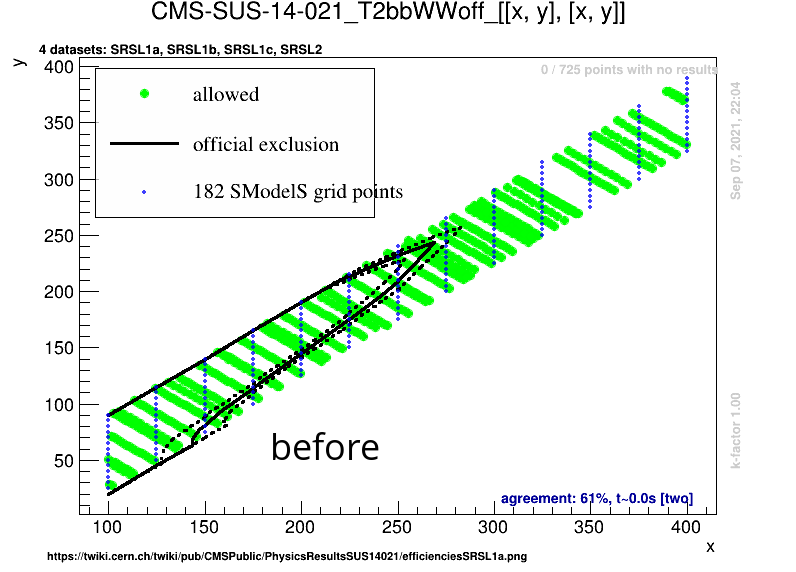 CMS-SUS-14-021_T2bbWWoff_[[x, y], [x, y]]
4 datasets: SRSL1a, SRSL1b, SRSL1c, SRSL2
y
0 / 725 points with no results
allowed
official exclusion
182 SModelS grid points
400
350
300
250
200
150
100
50
Sep 07, 2021, 22:04
k-factor 1.00
before
agreement: 61%, t~0.0s [two]
100 150 200 250 300 350 400
x
https://twiki.cern.ch/twiki/pub/CMSPublic/PhysicsResultsSUS14021/efficienciesSRSL1a.png